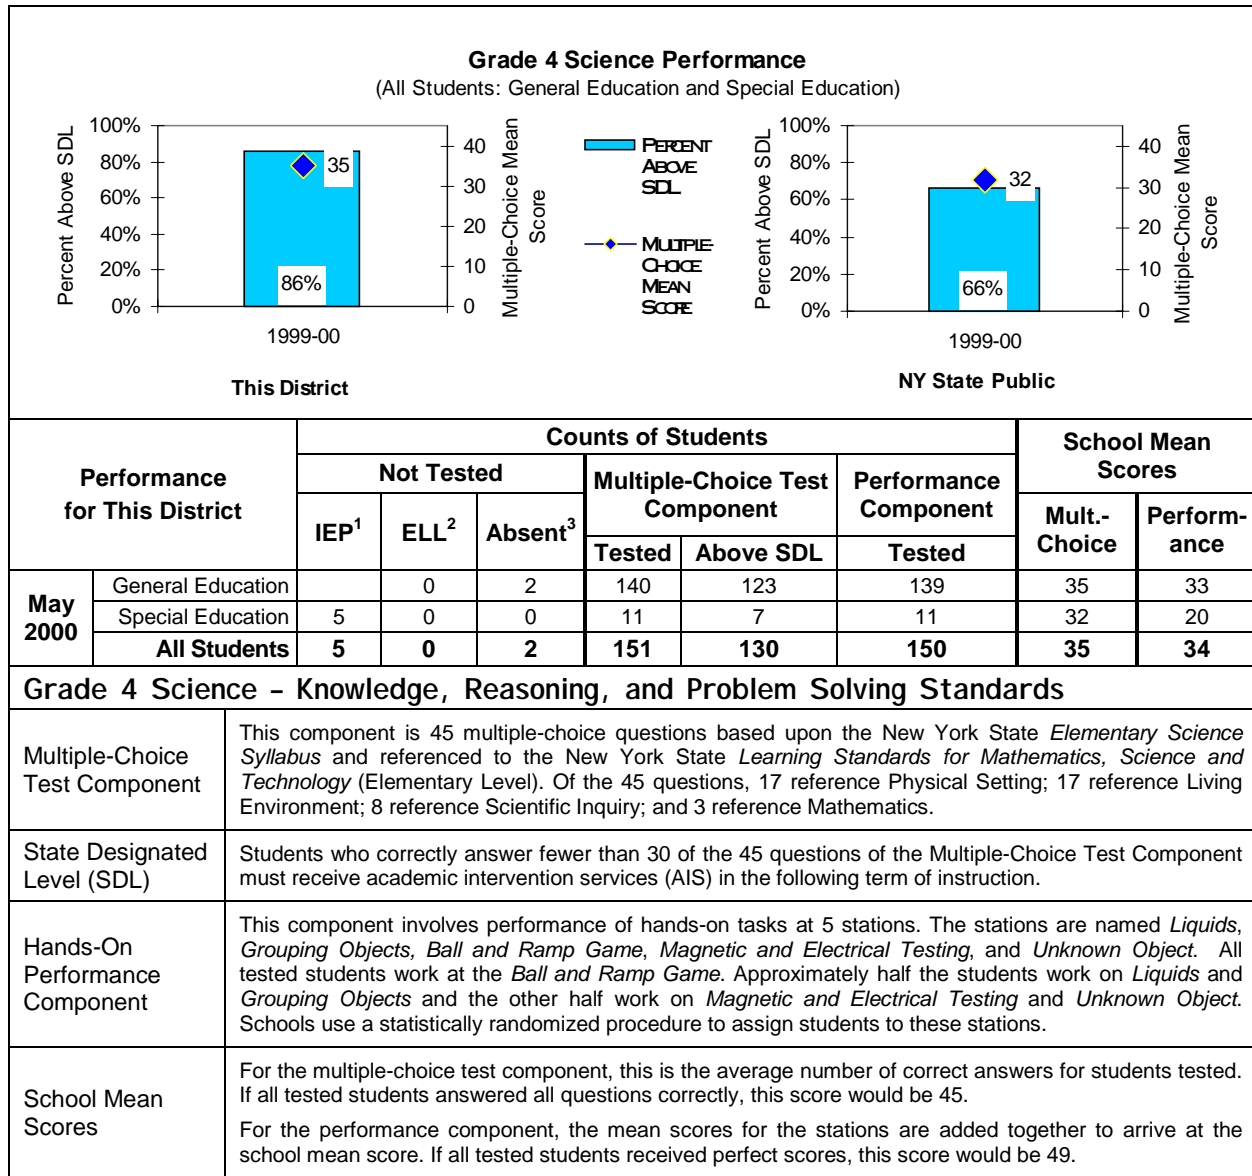 Grade 4 Science Performance
(All Students: General Education and Special Education)
Percent Above SDL
100%
80%
60%
40%
20%
0%
35
86%
1999-00
40
30
20
10
0
Multiple-Choice Mean Score
This District
PERCENT
ABOVE
SDL
MULTIPLE-
CHOICE
MEAN
SCORE
Percent Above SDL
100%
80%
60%
40%
20%
0%
32
66%
1999-00
40
30
20
10
0
Multiple-Choice Mean Score
NY State Public
Performance
for This District
Counts of Students
School Mean
Scores
Not Tested
Multiple-Choice Test
Component
Performance
Component
IEP1 ELL2 Absent3
Mult.-
Choice
Perform-
ance
Tested Above SDL Tested
May
2000
General Education 0 2 140 123 139 35 33
Special Education 5 0 0 11 7 11 32 20
All Students 5 0 2 151 130 150 35 34
Grade 4 Science – Knowledge, Reasoning, and Problem Solving Standards
Multiple-Choice
Test Component
This component is 45 multiple-choice questions based upon the New York State Elementary Science
Syllabus and referenced to the New York State Learning Standards for Mathematics, Science and
Technology (Elementary Level). Of the 45 questions, 17 reference Physical Setting; 17 reference Living
Environment; 8 reference Scientific Inquiry; and 3 reference Mathematics.
State Designated
Level (SDL)
Students who correctly answer fewer than 30 of the 45 questions of the Multiple-Choice Test Component
must receive academic intervention services (AIS) in the following term of instruction.
Hands-On
Performance
Component
This component involves performance of hands-on tasks at 5 stations. The stations are named Liquids,
Grouping Objects, Ball and Ramp Game, Magnetic and Electrical Testing, and Unknown Object. All
tested students work at the Ball and Ramp Game. Approximately half the students work on Liquids and
Grouping Objects and the other half work on Magnetic and Electrical Testing and Unknown Object.
Schools use a statistically randomized procedure to assign students to these stations.
School Mean
Scores
For the multiple-choice test component, this is the average number of correct answers for students tested.
If all tested students answered all questions correctly, this score would be 45.
For the performance component, the mean scores for the stations are added together to arrive at the
school mean score. If all tested students received perfect scores, this score would be 49.